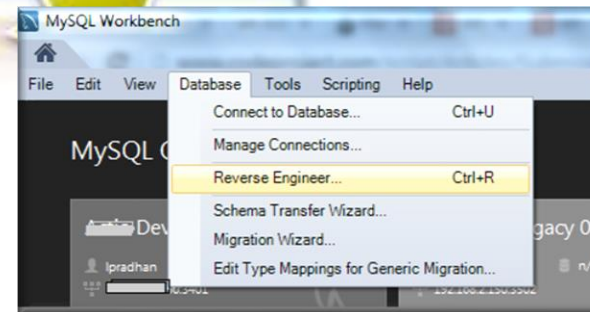 MySQL Workbench
File Edit View Database Tools Scripting Help
Connect to Database... Ctrl+U
Manage Connections...
Reverse Engineer... Ctrl+R
Schema Transfer Wizard...
Migration Wizard...
Edit Type Mappings for Generic Migration...
MySQL
Dev
lpradhan
gacy 0
n/